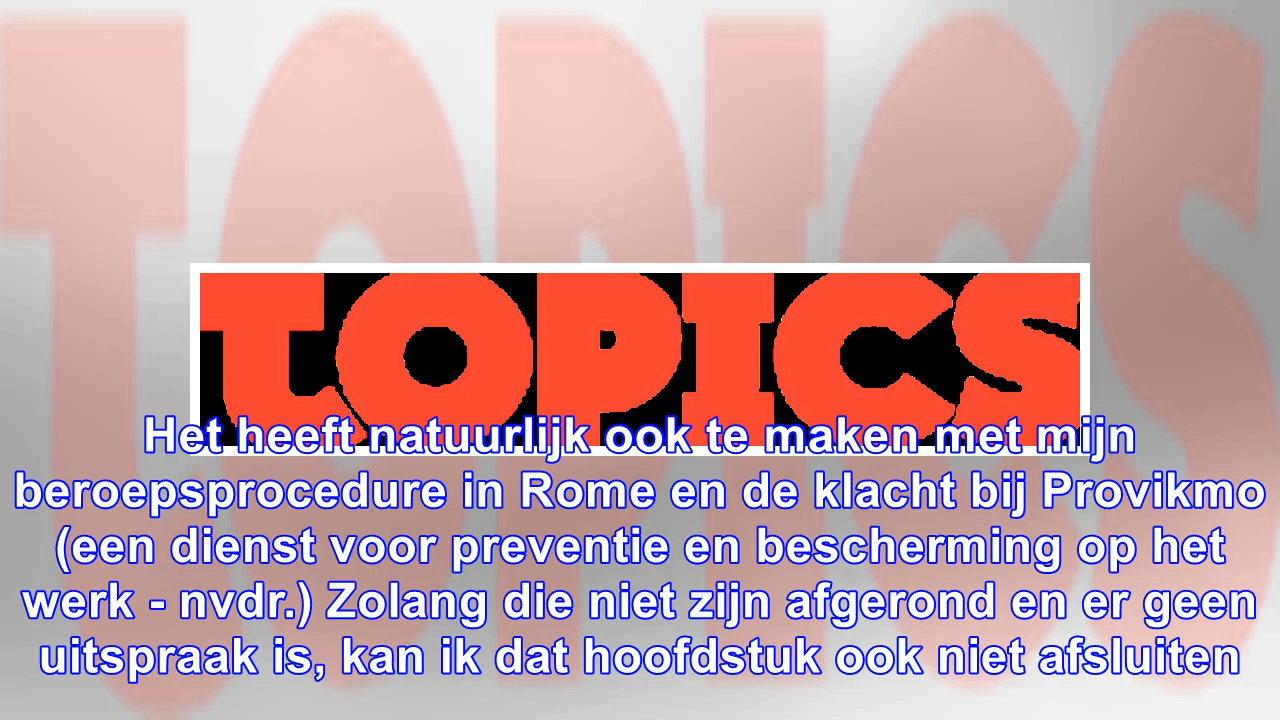 TOPICS
TOPICS
Het heeft natuurlijk ook te maken met mijn
beroepsprocedure in Rome en de klacht bij Provikmo
(een dienst voor preventie en bescherming op het
werk - nvdr.) Zolang die niet zijn afgerond en er geen
uitspraak is, kan ik dat hoofdstuk ook niet afsluiten